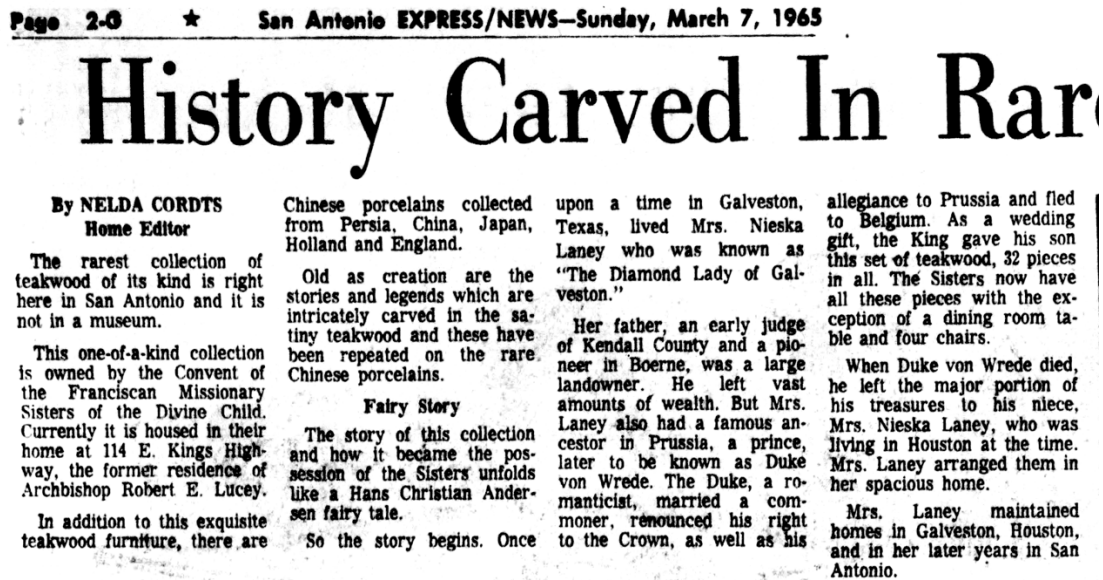 Page 2-G ★ San Antonio EXPRESS/NEWS—Sunday, March 7, 1965
History Carved In Rare
By NELDA CORDTS
Home Editor
The rarest collection of
teakwood of its kind is right
here in San Antonio and it is
not in a museum.
This one-of-a-kind collection
is owned by the Convent of
the Franciscan Missionary
Sisters of the Divine Child.
Currently it is housed in their
home at 114 E. Kings High-
way, the former residence of
Archbishop Robert E. Lucey.
In addition to this exquisite
teakwood furniture, there are
Chinese porcelains collected
from Persia, China, Japan,
Holland and England.
Old as creation are the
stories and legends which are
intricately carved in the sa-
tiny teakwood and these have
been repeated on the rare
Chinese porcelains.
Fairy Story
The story of this collection
and how it became the pos-
session of the Sisters unfolds
like a Hans Christian Ander-
sen fairy tale.
So the story begins. Once
upon a time in Galveston,
Texas, lived Mrs. Nieska
Laney who was known as
"The Diamond Lady of Gal-
veston."
Her father, an early judge
of Kendall County and a pio-
neer in Boerne, was a large
landowner. He left vast
amounts of wealth. But Mrs.
Laney also had a famous an-
cestor in Prussia, a prince,
later to be known as Duke
von Wrede. The Duke, a ro-
manticist, married a com-
moner, renounced his right
to the Crown, as well as his
allegiance to Prussia and fled
to Belgium. As a wedding
gift, the King gave his son
this set of teakwood, 32 pieces
in all. The Sisters now have
all these pieces with the ex-
ception of a dining room ta-
ble and four chairs.
When Duke von Wrede died,
he left the major portion of
his treasures to his niece,
Mrs. Nieska Laney, who was
living in Houston at the time.
Mrs. Laney arranged them in
her spacious home.
Mrs. Laney maintained
homes in Galveston, Houston,
and in her later years in San
Antonio.